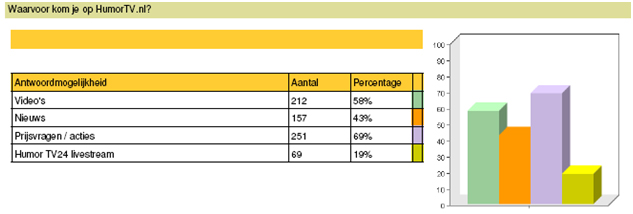 Waarvoor kom je op HumorTV.nl?
Antwoordmogelijkheid Aantal Percentage
Video's 212 58%
Nieuws 157 43%
Prijsvragen / acties 251 69%
Humor TV24 livestream 69 19%
100
90
80
70
60
50
40
30
20
10
0